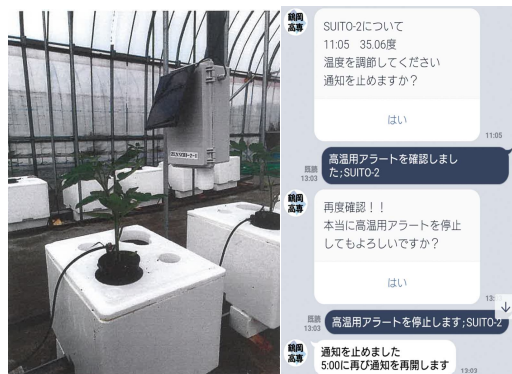 鶴岡
高専
SUITO-2について
11:05　35.06度
温度を調節してください
通知を止めますか？
はい
11:05
高温用アラートを確認しまし
た;SUITO-2
既読
13:03
鶴岡
高専
再度確認！！
本当に高温用アラートを停止
してもよろしいですか？
はい
高温用アラートを停止します;SUITO-2
既読
13:03
鶴岡
高専
通知を止めました
5:00に再び通知を再開します
13:03